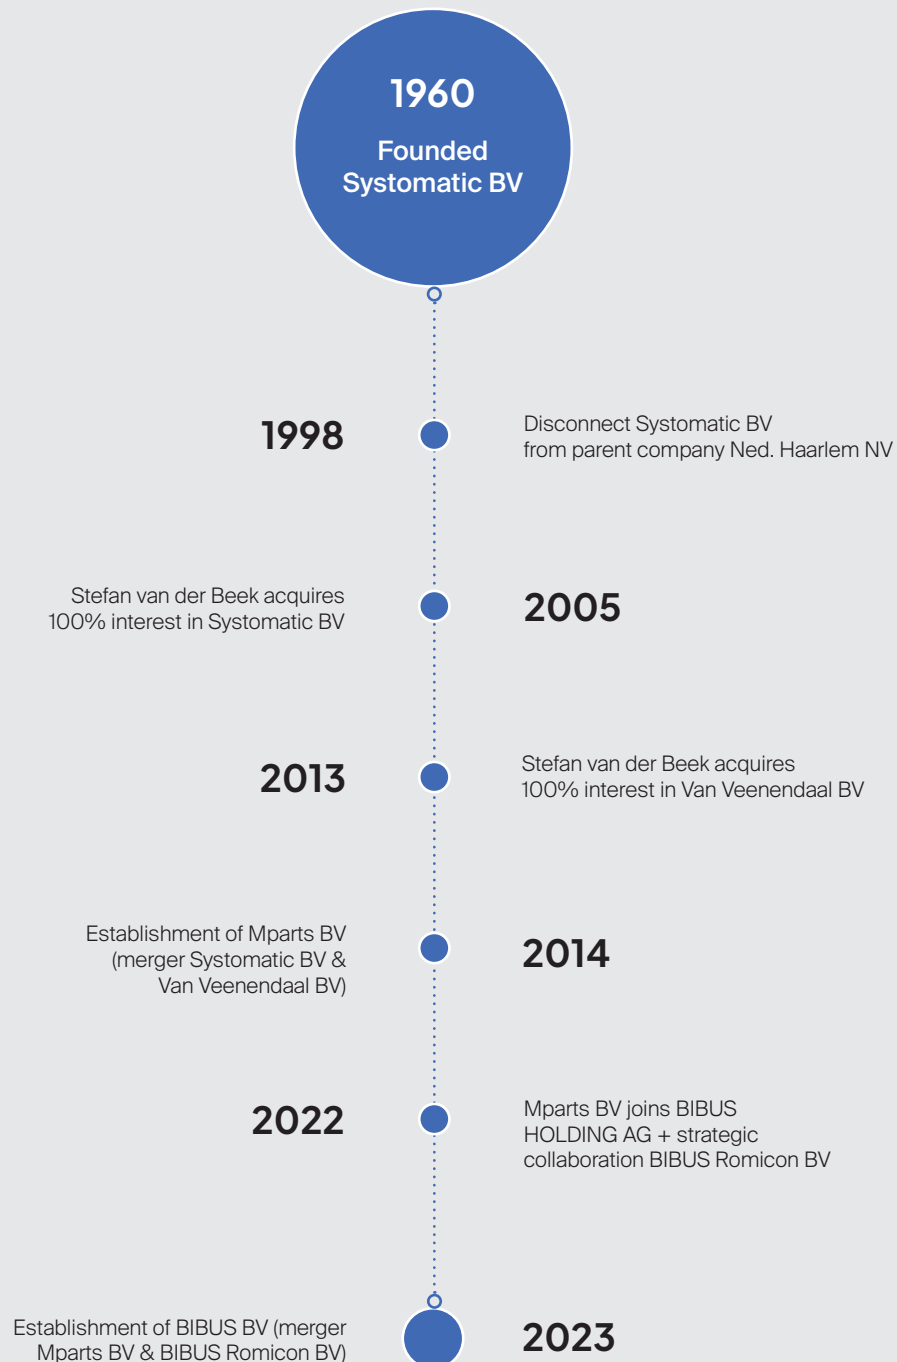 1960
Founded
Systomatic BV
1998
Disconnect Systomatic BV
from parent company Ned. Haarlem NV
Stefan van der Beek acquires
100% interest in Systomatic BV
2005
2013
Stefan van der Beek acquires
100% interest in Van Veenendaal BV
Establishment of Mparts BV
(merger Systomatic BV &
Van Veenendaal BV)
2014
2022
Mparts BV joins BIBUS
HOLDING AG + strategic
collaboration BIBUS Romicon BV
Establishment of BIBUS BV (merger
Mparts BV & BIBUS Romicon BV)
2023